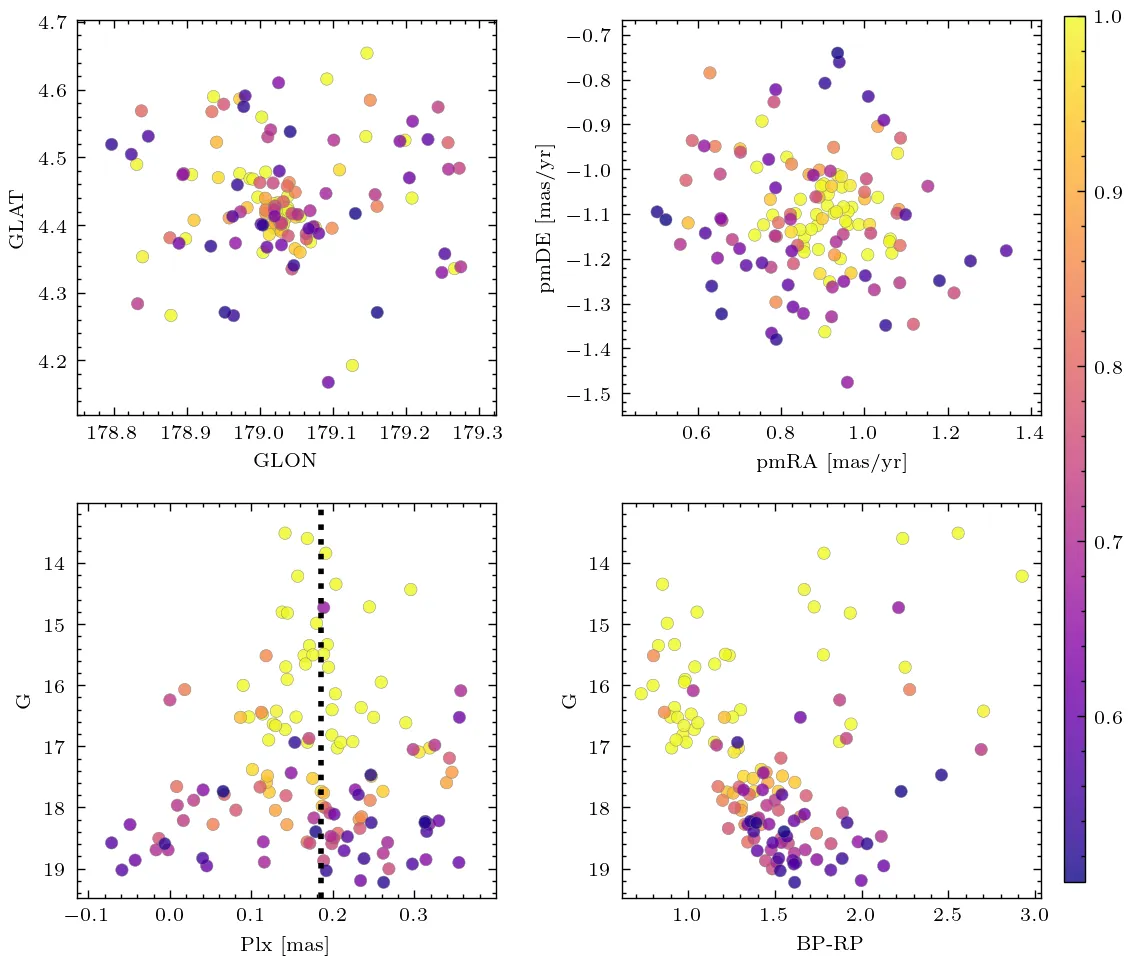 4.7
4.6
4.5
4.4
4.3
4.2
GLAT
178.8 178.9 179.0 179.1 179.2 179.3
GLON
−0.7
−0.8
−0.9
−1.0
−1.1
−1.2
−1.3
−1.4
−1.5
pmDE [mas/yr]
0.6 0.8 1.0 1.2 1.4
pmRA [mas/yr]
1.0
0.9
0.8
0.7
0.6
14
15
16
17
18
19
G
−0.1 0.0 0.1 0.2 0.3
Plx [mas]
14
15
16
17
18
19
G
1.0 1.5 2.0 2.5 3.0
BP-RP